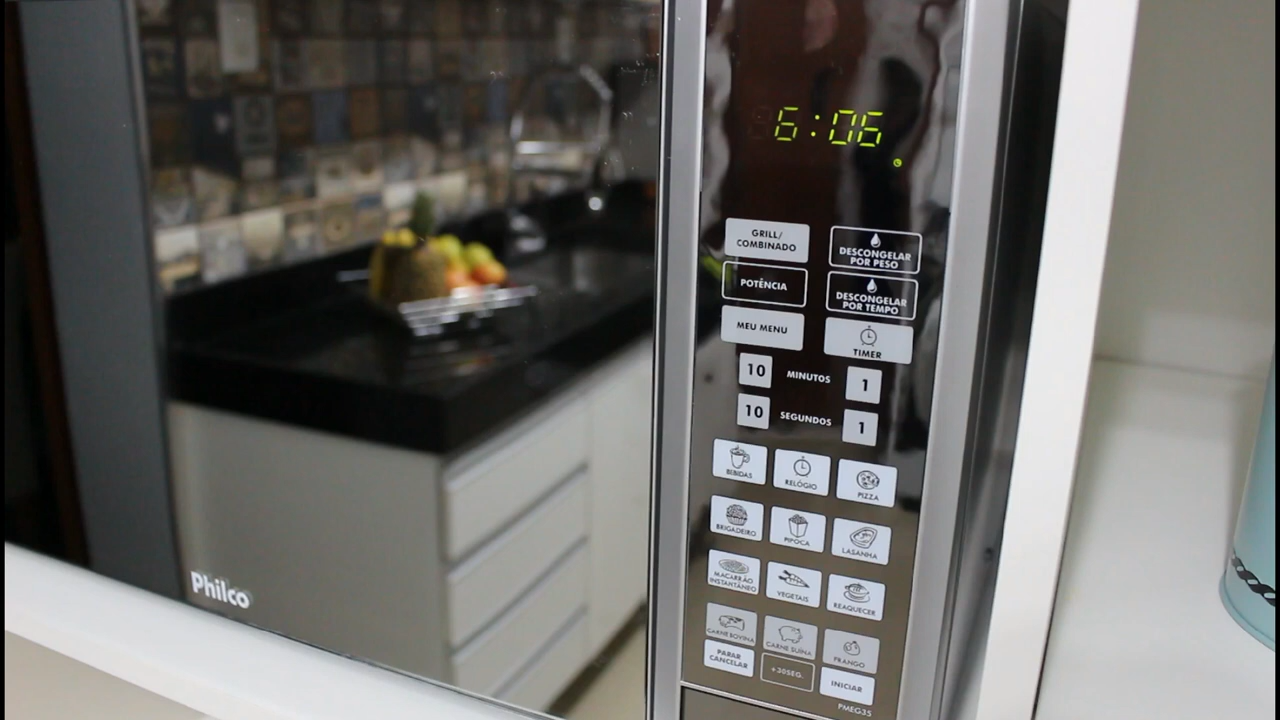 6:06
GRILL/
COMBINADO
DESCONGELAR
POR PESO
POTÊNCIA
DESCONGELAR
POR TEMPO
MEU MENU
TIMER
10 MINUTOS 1
10 SEGUNDOS 1
BEBIDAS RELÓGIO PIZZA
BRIGADEIRO PIPOCA LASANHA
MACARRÃO
INSTANTÂNEO
VEGETAIS REAQUECER
CARNE BOVINA CARNE SUÍNA FRANGO
PARAR
CANCELAR
+30SEG.
INICIAR
PMEG35
Philco